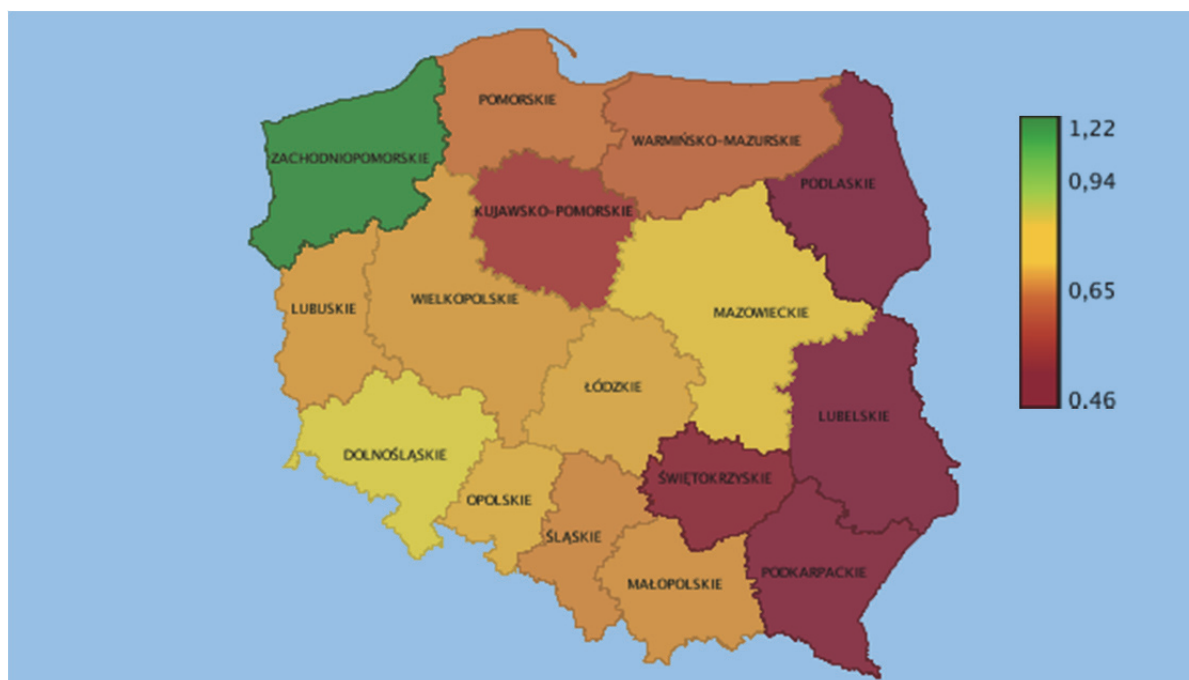 POMORSKIE
WARMIŃSKO-MAZURSKIE
ZACHODNIOPOMORSKIE
PODLASKIE
KUJAWSKO-POMORSKIE
LUBUSKIE
WIELKOPOLSKIE
MAZOWIECKIE
ŁÓDZKIE
LUBELSKIE
DOLNOŚLĄSKIE
OPOLSKIE
ŚWIĘTOKRZYSKIE
ŚLĄSKIE
MAŁOPOLSKIE
PODKARPACKIE
1,22
0,94
0,65
0,46